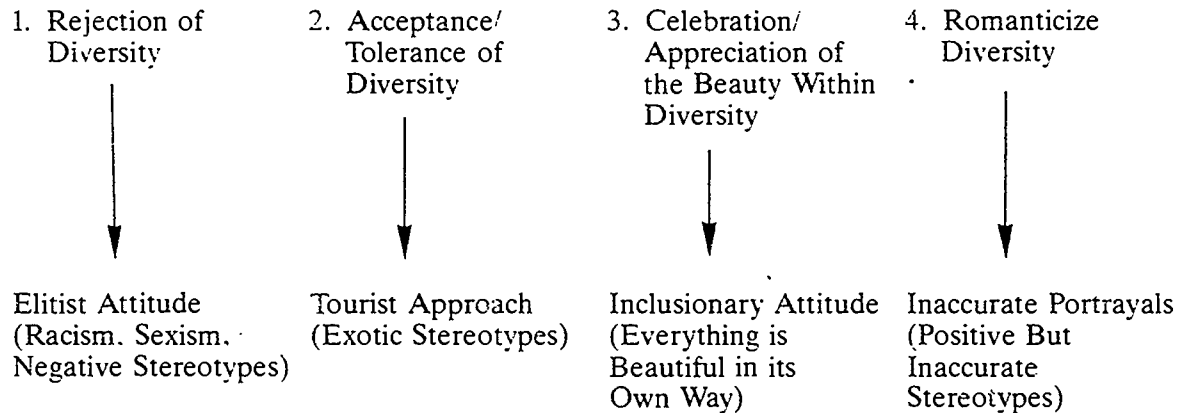 1. Rejection of
Diversity
2. Acceptance/
Tolerance of
Diversity
3. Celebration/
Appreciation of
the Beauty Within
Diversity
4. Romanticize
Diversity
Elitist Attitude
(Racism, Sexism,
Negative Stereotypes)
Tourist Approach
(Exotic Stereotypes)
Inclusionary Attitude
(Everything is
Beautiful in its
Own Way)
Inaccurate Portrayals
(Positive But
Inaccurate
Stereotypes)